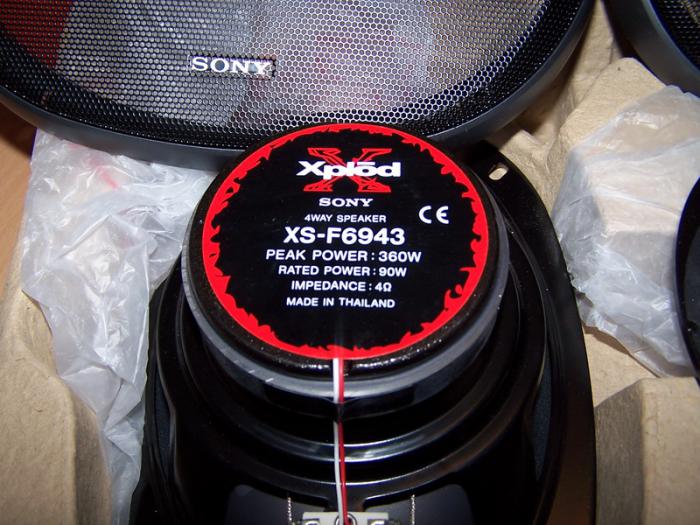 SONY
Xplōd
SONY
4WAY SPEAKER
CE
XS-F6943
PEAK POWER : 360W
RATED POWER : 90W
IMPEDANCE : 4Ω
MADE IN THAILAND